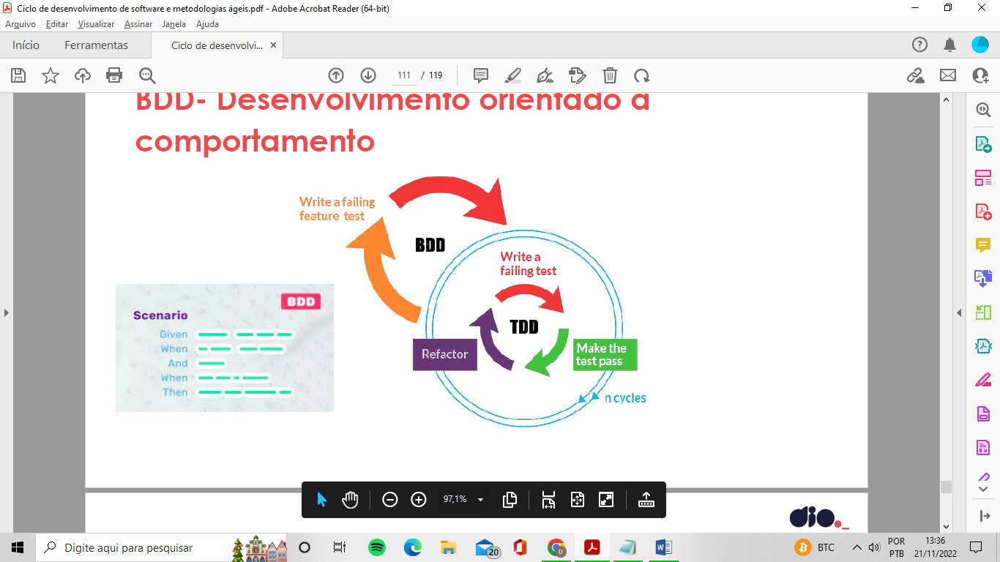 Ciclo de desenvolvimento de software e metodologias ágeis.pdf - Adobe Acrobat Reader (64-bit)
Arquivo Editar Visualizar Assinar Janela Ajuda
Início Ferramentas Ciclo de desenvolvi...
111 / 119
BDD- Desenvolvimento orientado a
comportamento
Write a failing
feature test
BDD
Write a
failing test
TDD
Refactor
Make the
test pass
n cycles
BDD
Scenario
Given
When
And
When
Then
97,1%
dio.
Digite aqui para pesquisar
20
BTC
POR
PTB
13:36
21/11/2022